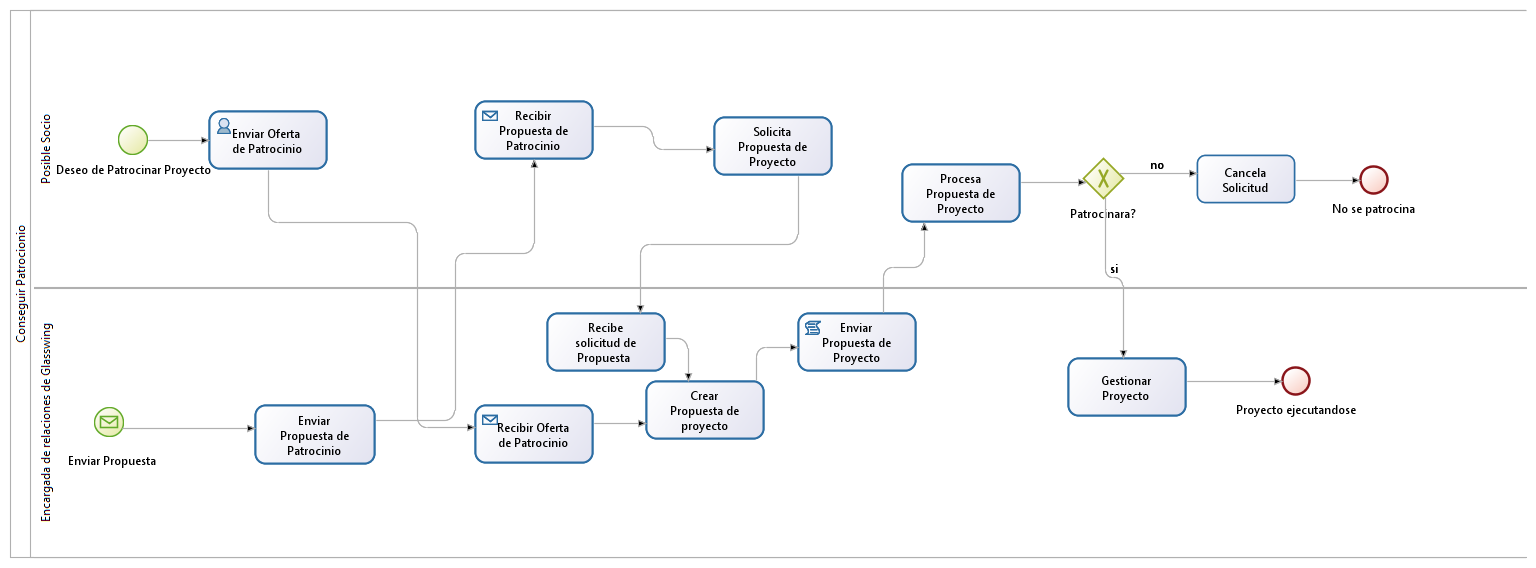 Conseguir Patrocionio
Posible Socio
Deseo de Patrocinar Proyecto
Enviar Oferta
de Patrocinio
Recibir
Propuesta de
Patrocinio
Solicita
Propuesta de
Proyecto
Procesa
Propuesta de
Proyecto
Patrocinara?
no
Cancela
Solicitud
No se patrocina
si
Encargada de relaciones de Glasswing
Enviar Propuesta
Enviar
Propuesta de
Patrocinio
Recibir Oferta
de Patrocinio
Recibe
solicitud de
Propuesta
Crear
Propuesta de
proyecto
Enviar
Propuesta de
Proyecto
Gestionar
Proyecto
Proyecto ejecutandose